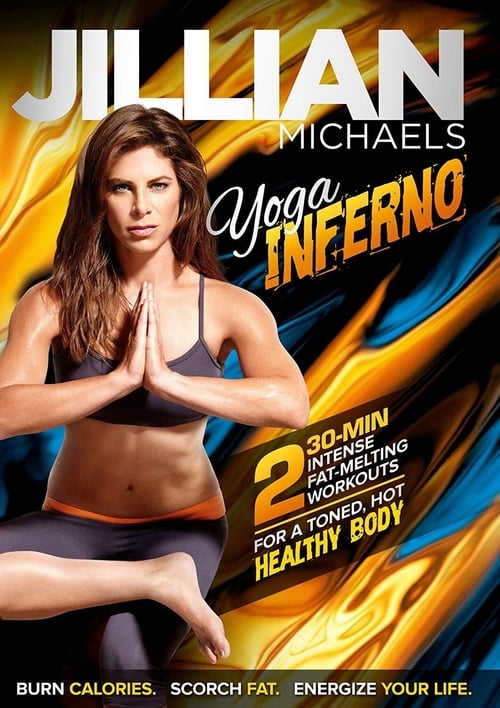 JILLIAN
MICHAELS
Yoga
INFERNO
2
30-MIN
INTENSE
FAT-MELTING
WORKOUTS
FOR A TONED, HOT
HEALTHY BODY
BURN CALORIES. SCORCH FAT. ENERGIZE YOUR LIFE.